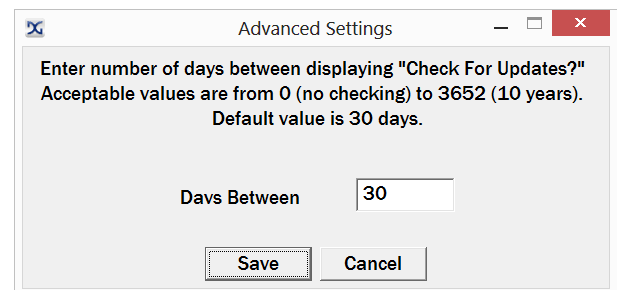 Advanced Settings
Enter number of days between displaying "Check For Updates?"
Acceptable values are from 0 (no checking) to 3652 (10 years).
Default value is 30 days.
Days Between 30
Save Cancel